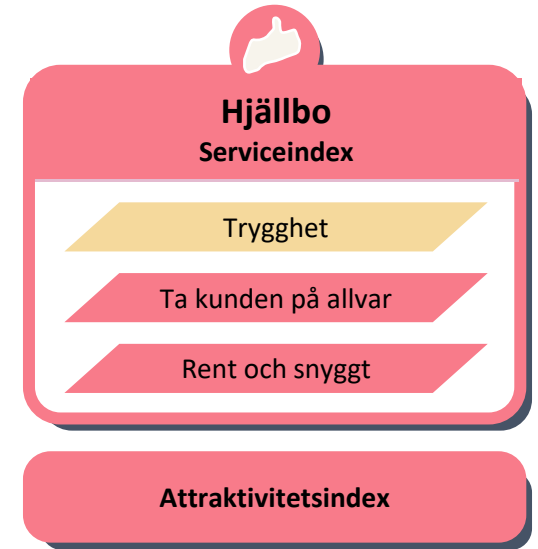 Hjällbo
Serviceindex
Trygghet
Ta kunden på allvar
Rent och snyggt
Attraktivitetsindex